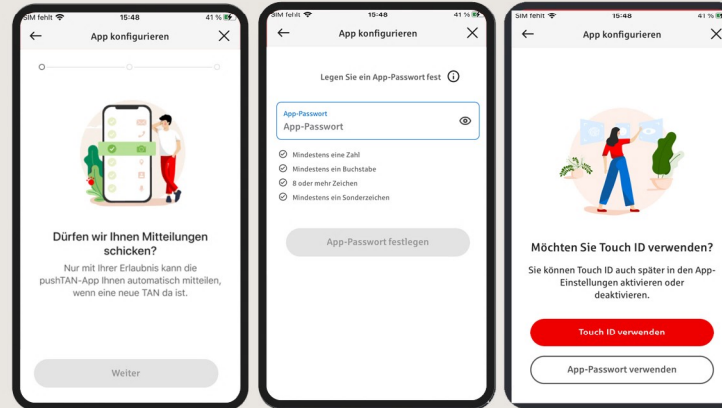 SIM fehlt 15:48 41 %
App konfigurieren
Dürfen wir Ihnen Mitteilungen
schicken?
Nur mit Ihrer Erlaubnis kann die
pushTAN-App Ihnen automatisch mitteilen,
wenn eine neue TAN da ist.
Weiter
SIM fehlt 15:48 41 %
App konfigurieren
Legen Sie ein App-Passwort fest
App-Passwort
App-Passwort
Mindestens eine Zahl
Mindestens ein Buchstabe
8 oder mehr Zeichen
Mindestens ein Sonderzeichen
App-Passwort festlegen
SIM fehlt 15:48 41 %
App konfigurieren
Möchten Sie Touch ID verwenden?
Sie können Touch ID auch später in den App-
Einstellungen aktivieren oder
deaktivieren.
Touch ID verwenden
App-Passwort verwenden